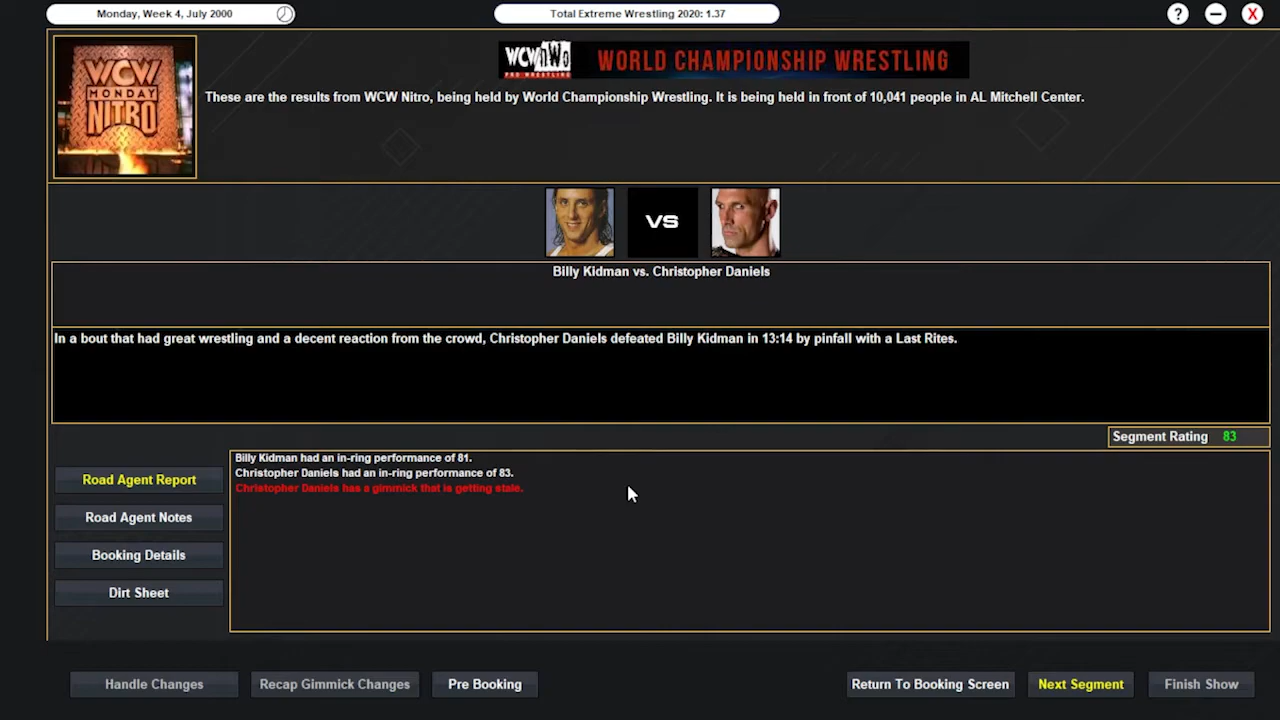 Monday, Week 4, July 2000
Total Extreme Wrestling 2020: 1.37
?
X
WCW
MONDAY
NITRO
WCW nWo
PRO WRESTLING
WORLD CHAMPIONSHIP WRESTLING
These are the results from WCW Nitro, being held by World Championship Wrestling. It is being held in front of 10,041 people in AL Mitchell Center.
VS
Billy Kidman vs. Christopher Daniels
In a bout that had great wrestling and a decent reaction from the crowd, Christopher Daniels defeated Billy Kidman in 13:14 by pinfall with a Last Rites.
Segment Rating 83
Road Agent Report
Road Agent Notes
Booking Details
Dirt Sheet
Billy Kidman had an in-ring performance of 81.
Christopher Daniels had an in-ring performance of 83.
Christopher Daniels has a gimmick that is getting stale.
Handle Changes
Recap Gimmick Changes
Pre Booking
Return To Booking Screen
Next Segment
Finish Show